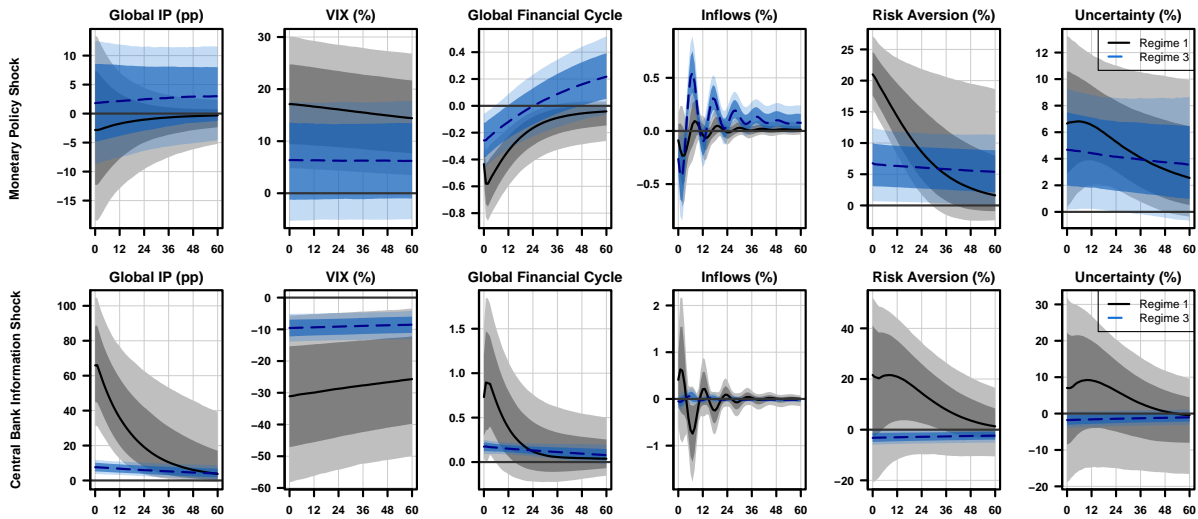 Global IP (pp)
VIX (%)
Global Financial Cycle
Inflows (%)
Risk Aversion (%)
Uncertainty (%)
Monetary Policy Shock
10
5
0
−5
−10
−15
0 12 24 36 48 60
30
20
10
0
0 12 24 36 48 60
0.4
0.2
0.0
−0.2
−0.4
−0.6
−0.8
0 12 24 36 48 60
0.5
0.0
−0.5
0 12 24 36 48 60
25
20
15
10
5
0
0 12 24 36 48 60
12
10
8
6
4
2
0
0 12 24 36 48 60
Regime 1
Regime 3
Global IP (pp)
VIX (%)
Global Financial Cycle
Inflows (%)
Risk Aversion (%)
Uncertainty (%)
Central Bank Information Shock
100
80
60
40
20
0
0 12 24 36 48 60
0
−10
−20
−30
−40
−50
−60
0 12 24 36 48 60
1.5
1.0
0.5
0.0
0 12 24 36 48 60
2
1
0
−1
0 12 24 36 48 60
40
20
0
−20
0 12 24 36 48 60
30
20
10
0
−10
−20
0 12 24 36 48 60
Regime 1
Regime 3